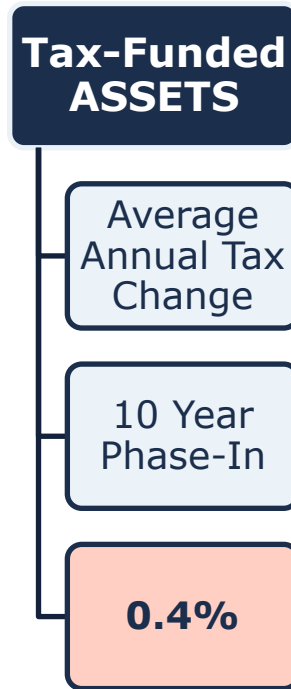 Tax-Funded
ASSETS
Average
Annual Tax
Change
10 Year
Phase-In
0.4%